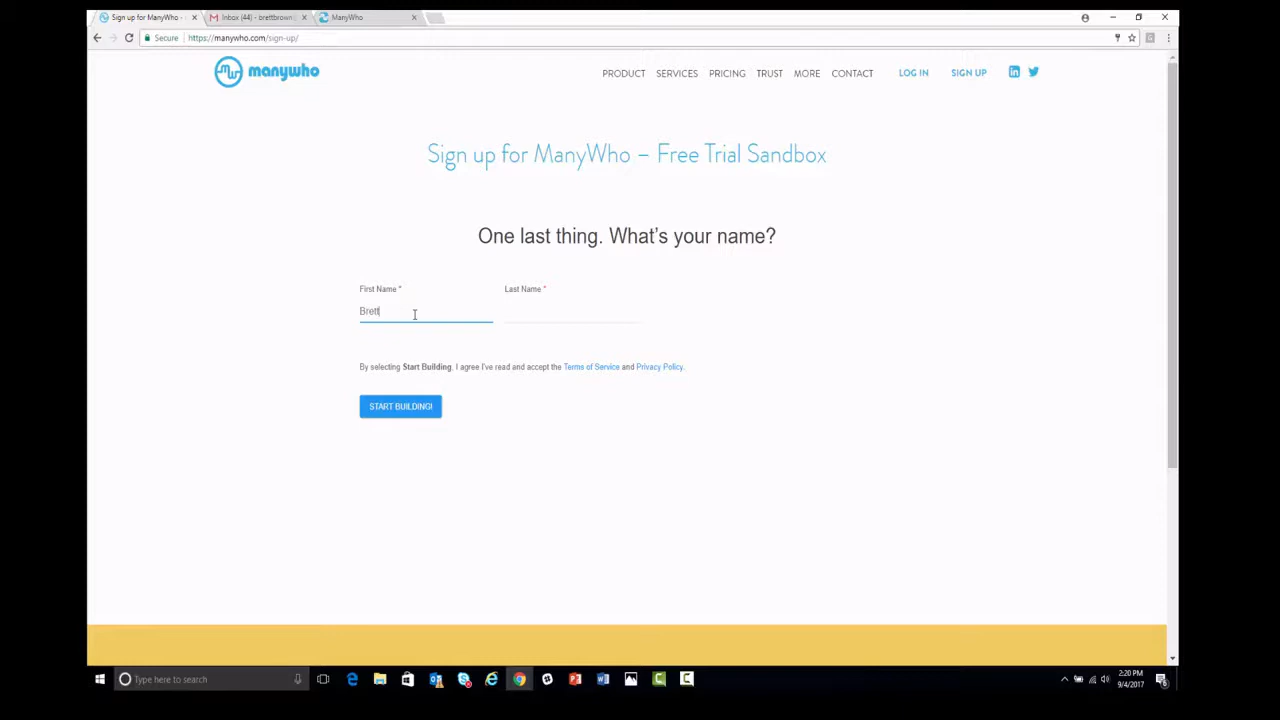 Sign up for ManyWho -
Inbox (44) - brettbrown
ManyWho
Secure
https://manywho.com/sign-up/
manywho
PRODUCT SERVICES PRICING TRUST MORE CONTACT LOG IN SIGN UP
Sign up for ManyWho – Free Trial Sandbox
One last thing. What's your name?
First Name * Last Name *
Brett
By selecting Start Building, I agree I've read and accept the Terms of Service and Privacy Policy.
START BUILDING!
Type here to search
2:20 PM
9/4/2017